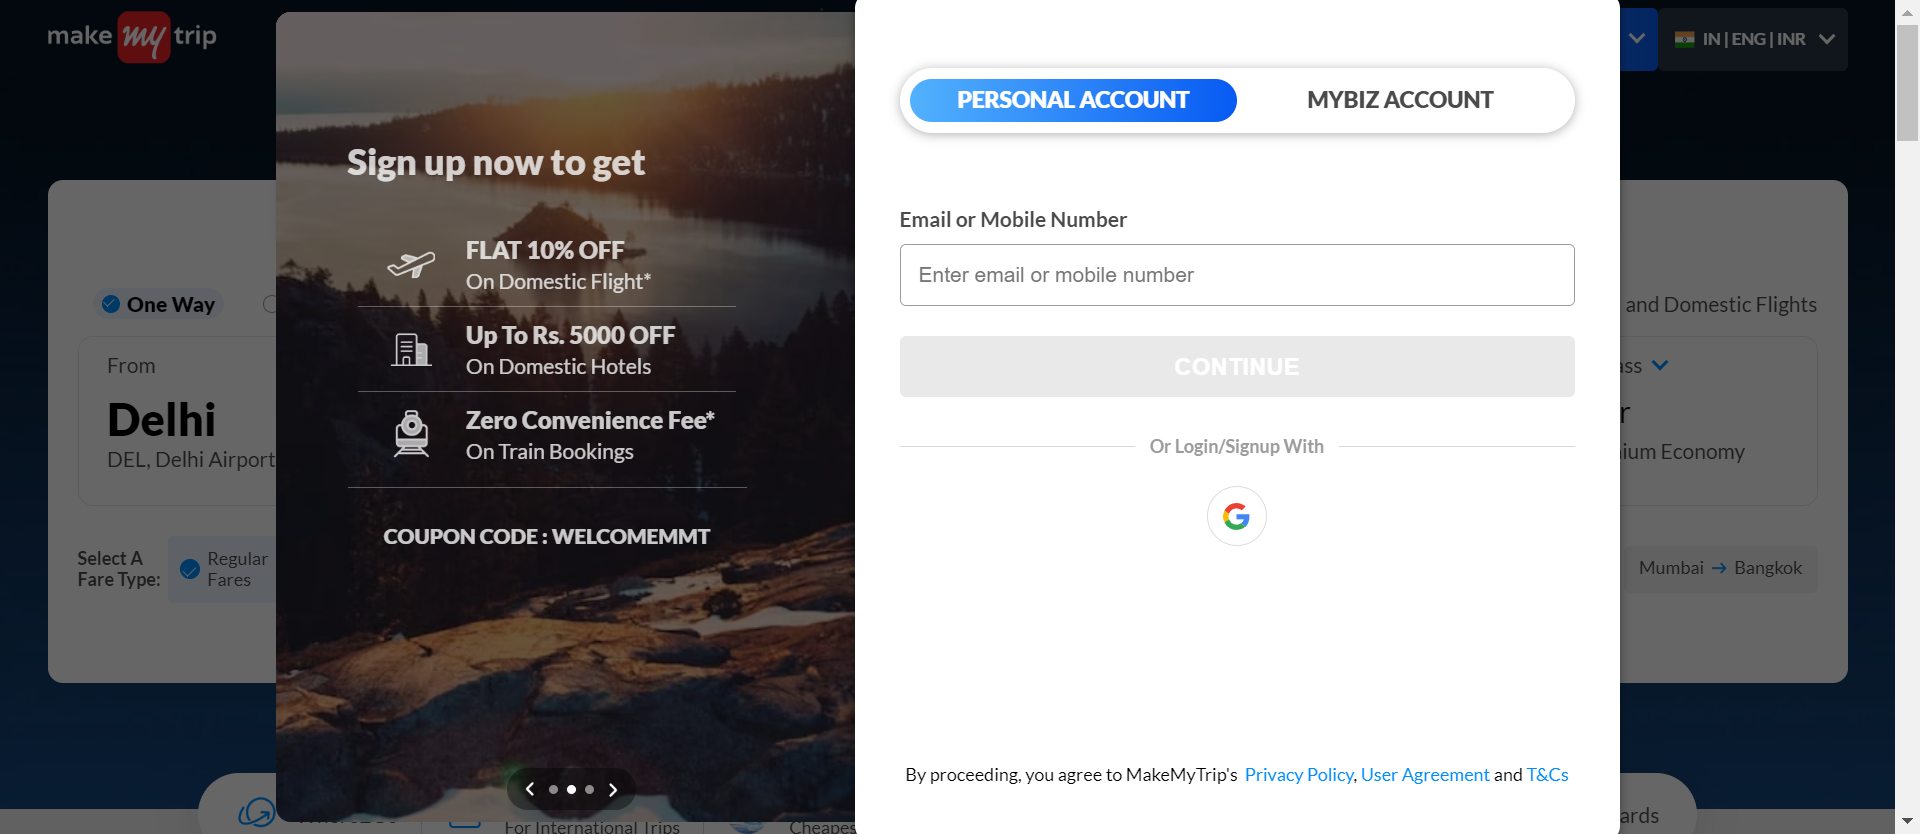 make my trip
IN | ENG | INR
PERSONAL ACCOUNT
MYBIZ ACCOUNT
Sign up now to get
FLAT 10% OFF
On Domestic Flight*
Up To Rs. 5000 OFF
On Domestic Hotels
Zero Convenience Fee*
On Train Bookings
COUPON CODE : WELCOMEMMT
Email or Mobile Number
Enter email or mobile number
CONTINUE
Or Login/Signup With
By proceeding, you agree to MakeMyTrip's Privacy Policy, User Agreement and T&Cs
One Way
and Domestic Flights
From
Delhi
DEL, Delhi Airport
Economy
Select A
Fare Type:
Regular
Fares
Mumbai → Bangkok
For International Trips